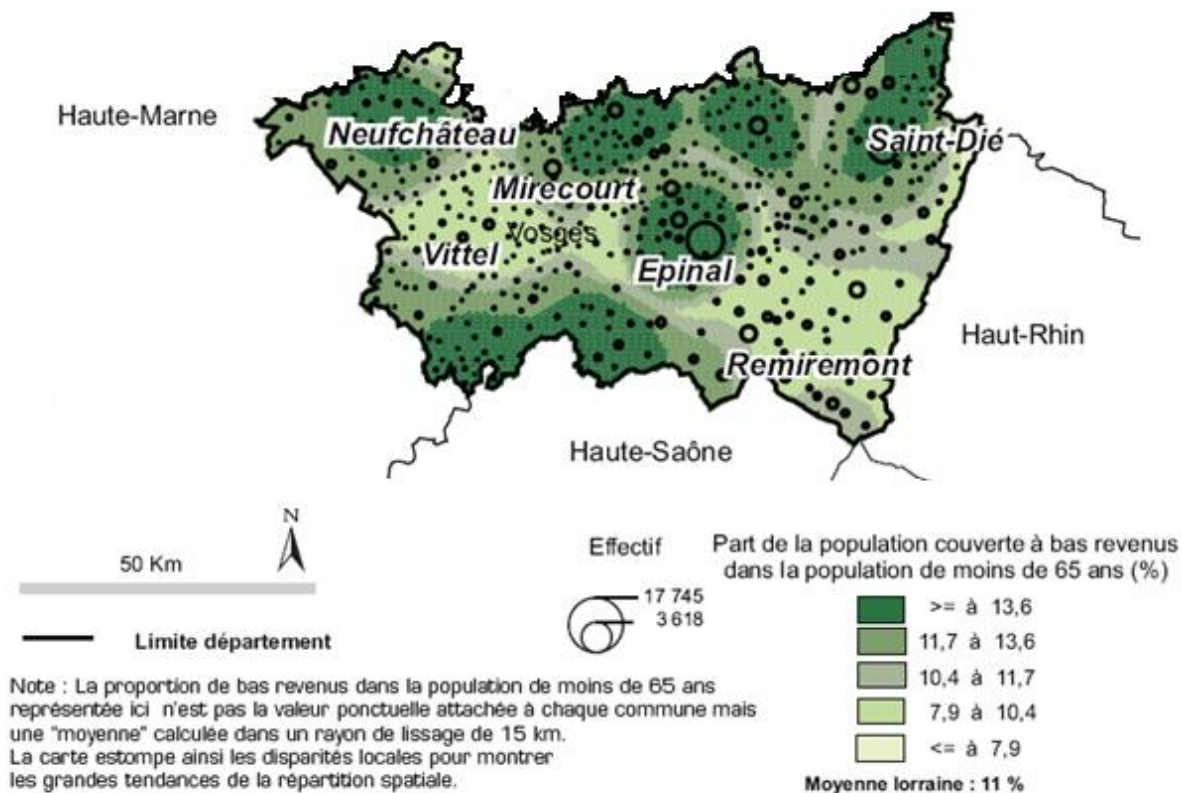 Haute-Marne
Neufchâteau
Saint-Dié
Mirecourt
Vosges
Vittel
Epinal
Haut-Rhin
Remiremont
Haute-Saône
N
50 Km
Limite département
Effectif
17 745
3 618
Part de la population couverte à bas revenus
dans la population de moins de 65 ans (%)
>= à 13,6
11,7 à 13,6
10,4 à 11,7
7,9 à 10,4
<= à 7,9
Moyenne lorraine : 11 %
Note : La proportion de bas revenus dans la population de moins de 65 ans
représentée ici n'est pas la valeur ponctuelle attachée à chaque commune mais
une "moyenne" calculée dans un rayon de lissage de 15 km.
La carte estompe ainsi les disparités locales pour montrer
les grandes tendances de la répartition spatiale.